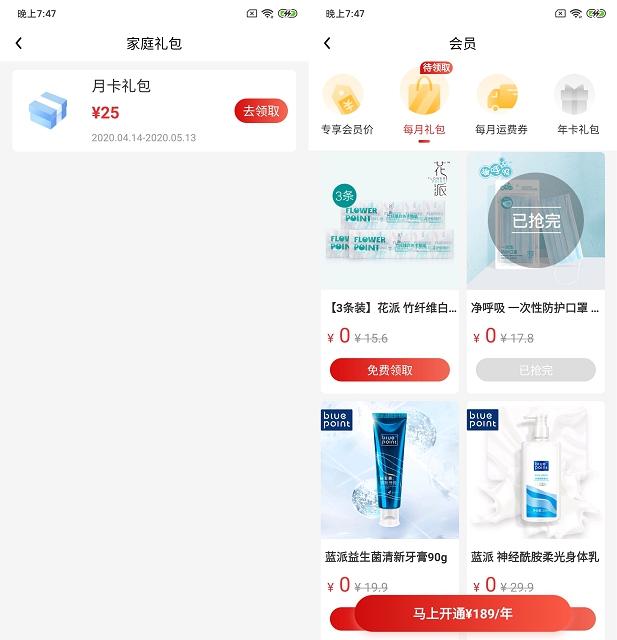 晚上7:47
家庭礼包
月卡礼包
¥25
去领取
2020.04.14-2020.05.13
晚上7:47
会员
待领取
专享会员价
每月礼包
每月运费券
年卡礼包
花派
FLOWER
3条
FLOWER
POINT
已抢完
【3条装】花派 竹纤维白...
¥ 0 ¥ 15.6
免费领取
净呼吸 一次性防护口罩 ...
¥ 0 ¥ 17.8
已抢完
blue
point
blue
point
蓝派益生菌清新牙膏90g
¥ 0 ¥ 19.9
blue
point
blue
point
蓝派 神经酰胺柔光身体乳
¥ 0 ¥ 29.9
马上开通¥189/年